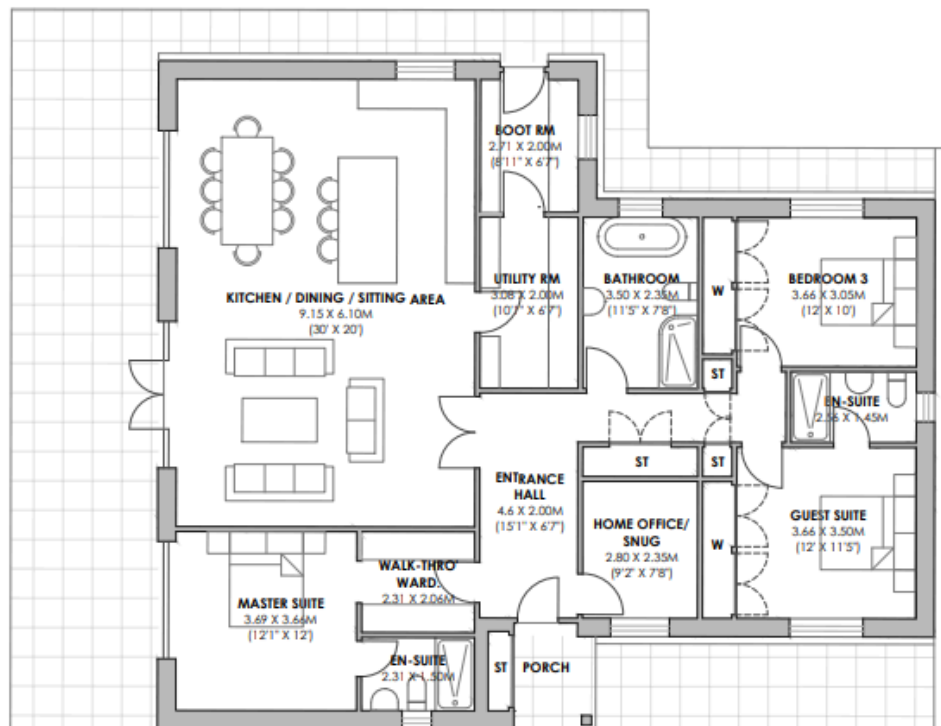 BOOT RM
2.71 X 2.00M
(8'11" X 6'7")
KITCHEN / DINING / SITTING AREA
9.15 X 6.10M
(30' X 20')
UTILITY RM
3.08 X 2.00M
(10'1" X 6'7")
BATHROOM
3.50 X 2.35M
(11'5" X 7'8")
W
BEDROOM 3
3.66 X 3.05M
(12' X 10')
ST
EN-SUITE
2.56 X 1.45M
ST
ST
ENTRANCE
HALL
4.6 X 2.00M
(15'1" X 6'7")
HOME OFFICE/
SNUG
2.80 X 2.35M
(9'2" X 7'8")
W
GUEST SUITE
3.66 X 3.50M
(12' X 11'5")
WALK-THRO'
WARD.
2.31 X 2.06M
MASTER SUITE
3.69 X 3.66M
(12'1" X 12')
EN-SUITE
2.31 X 1.50M
ST
PORCH